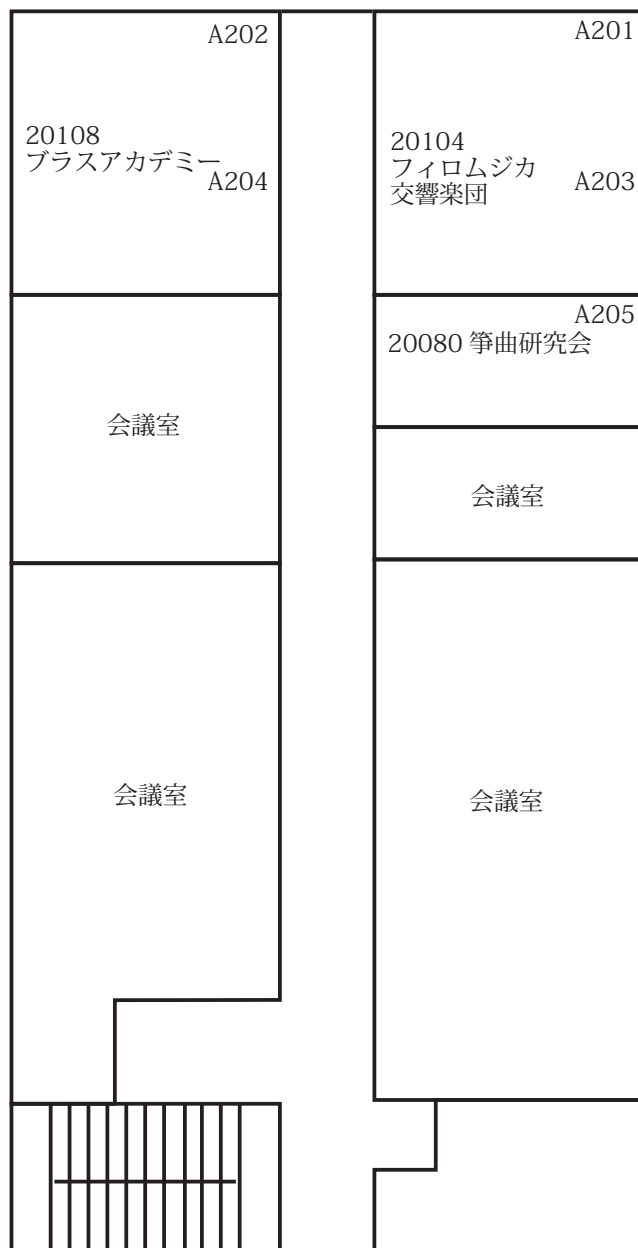 A202
20108
ブラスアカデミー
A204
A201
20104
フィロムジカ
交響楽団
A203
A205
20080 箏曲研究会
会議室
会議室
会議室
会議室